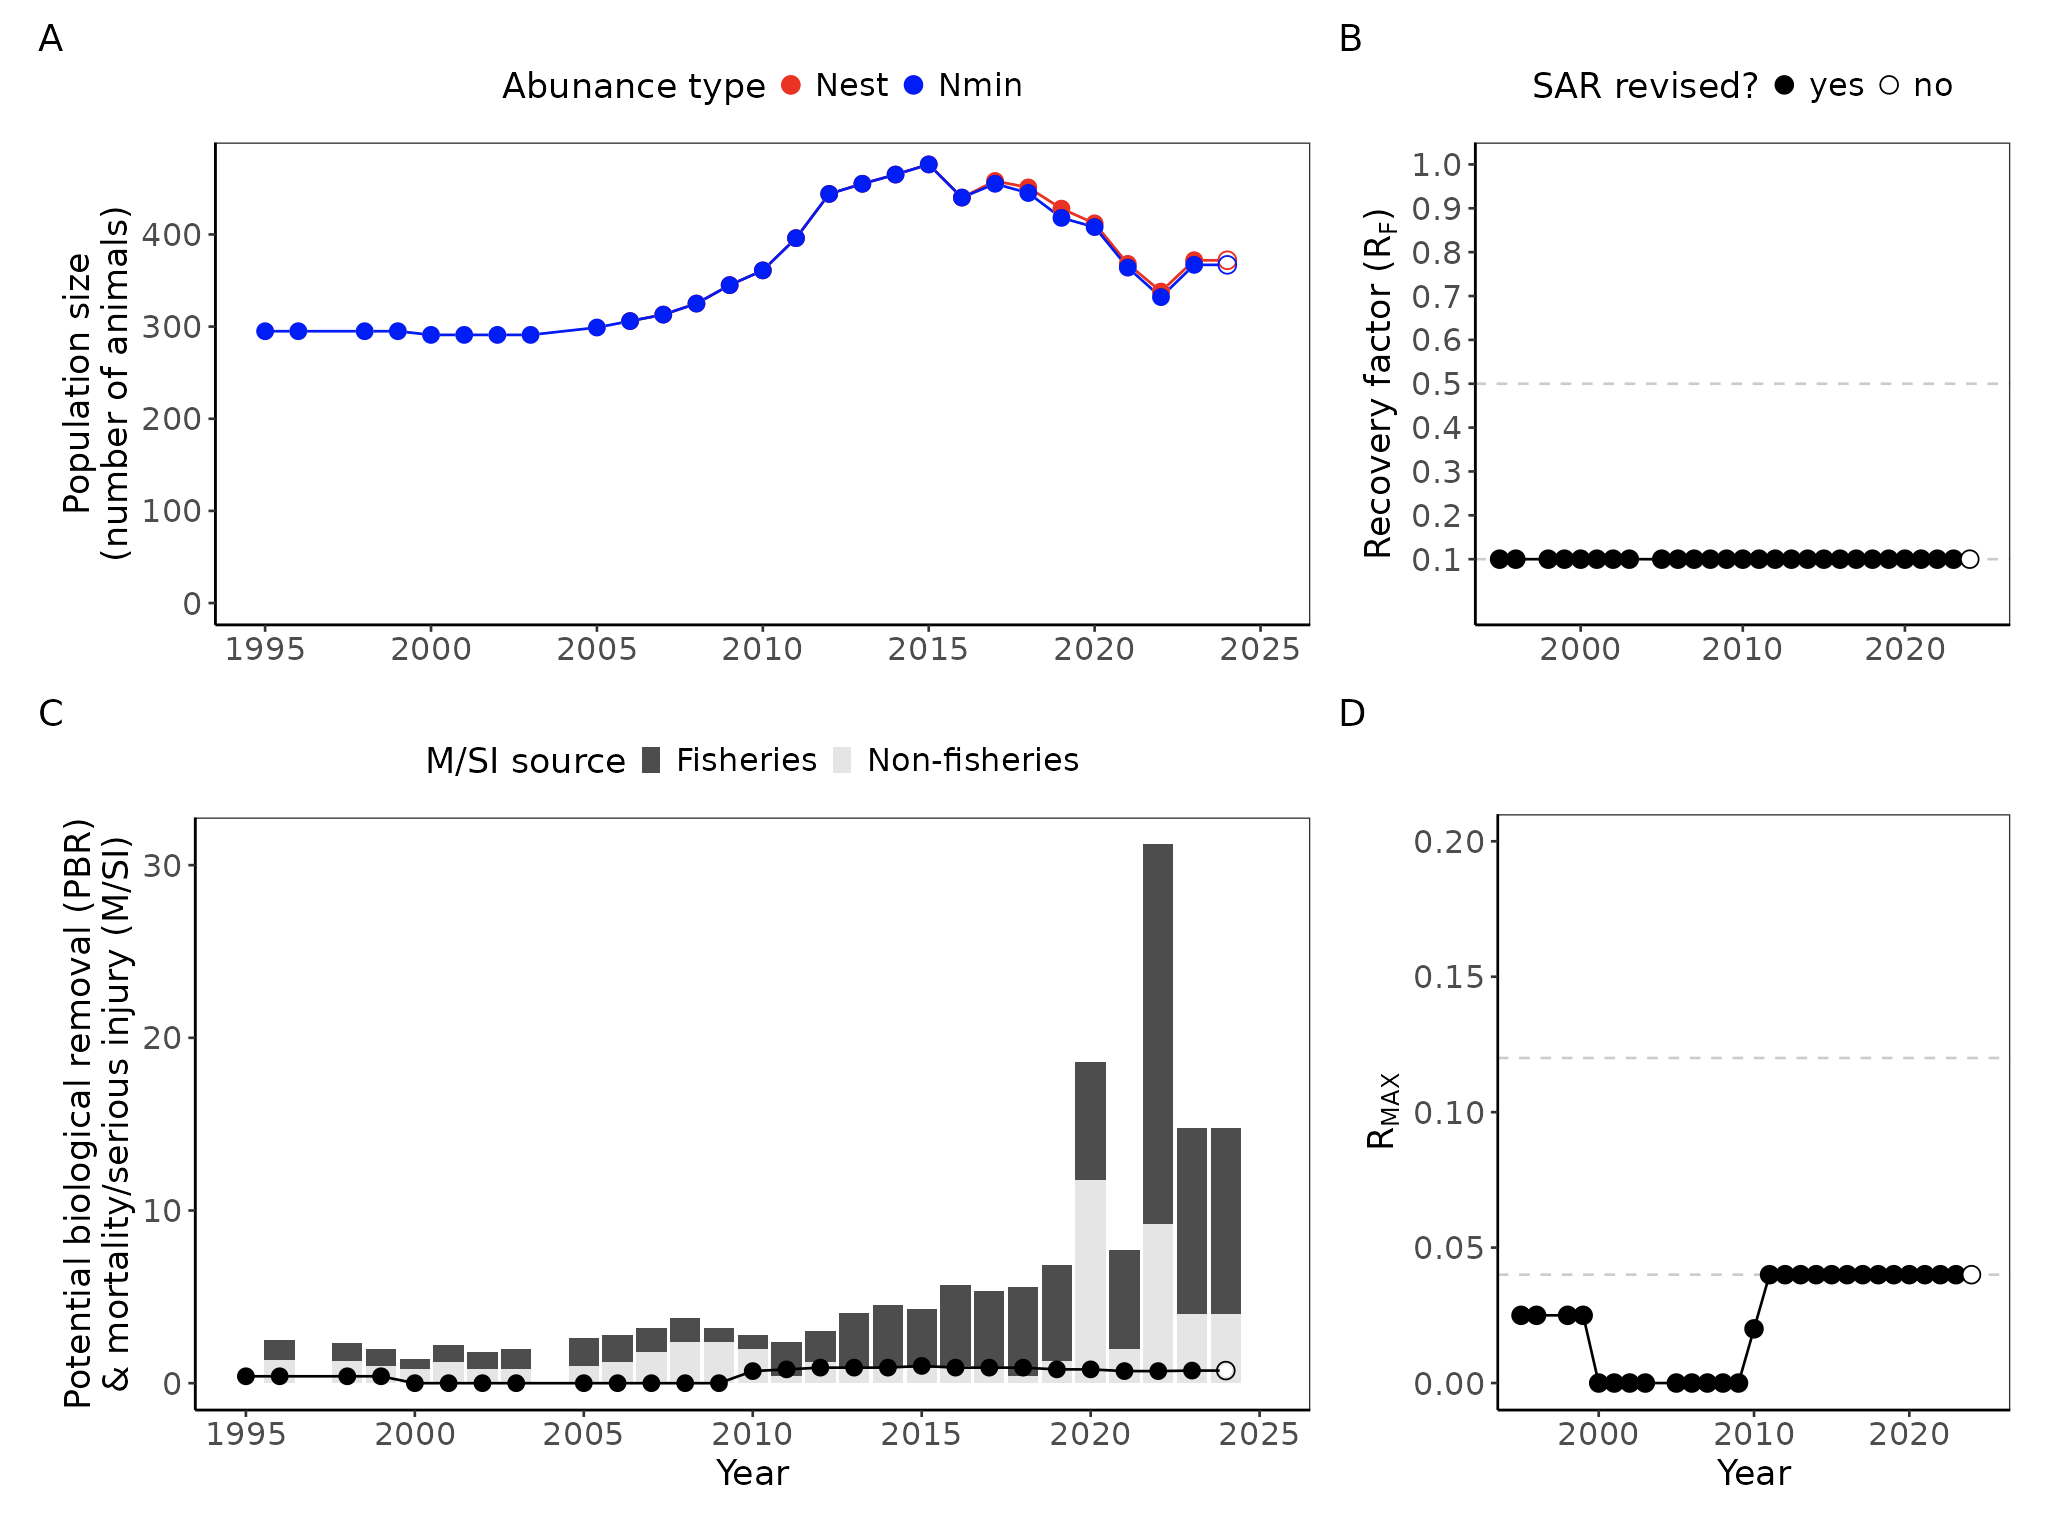 A
Abunance type Nest Nmin
Population size
(number of animals)
400
300
200
100
0
1995 2000 2005 2010 2015 2020 2025
B
SAR revised? yes no
Recovery factor (RF)
1.0
0.9
0.8
0.7
0.6
0.5
0.4
0.3
0.2
0.1
2000 2010 2020
C
M/SI source Fisheries Non-fisheries
Potential biological removal (PBR)
& mortality/serious injury (M/SI)
30
20
10
0
1995 2000 2005 2010 2015 2020 2025
Year
D
RMAX
0.20
0.15
0.10
0.05
0.00
2000 2010 2020
Year